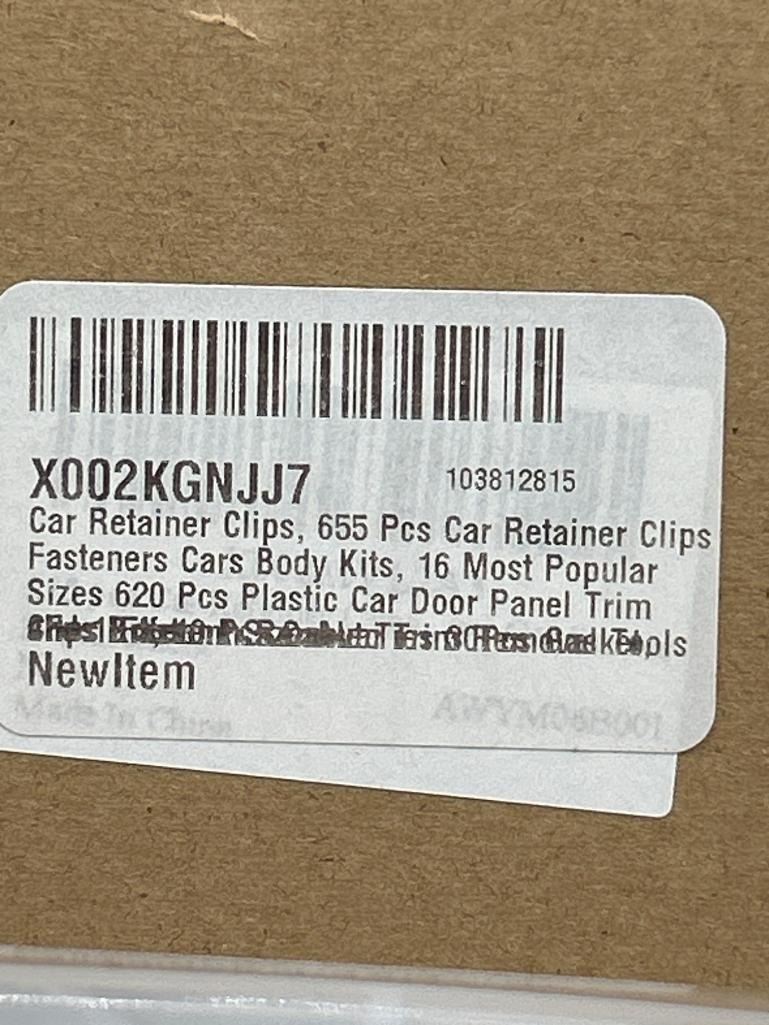 X002KGNJJ7 103812815
Car Retainer Clips, 655 Pcs Car Retainer Clips
Fasteners Cars Body Kits, 16 Most Popular
Sizes 620 Pcs Plastic Car Door Panel Trim
NewItem
Made In China AWYM06B001